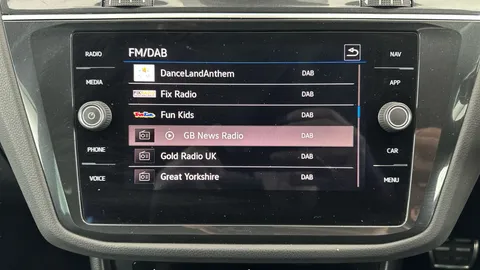 FM/DAB
RADIO
MEDIA
PHONE
VOICE
DanceLandAnthem DAB
Fix Radio DAB
Fun Kids DAB
GB News Radio DAB
Gold Radio UK DAB
Great Yorkshire DAB
NAV
APP
CAR
MENU